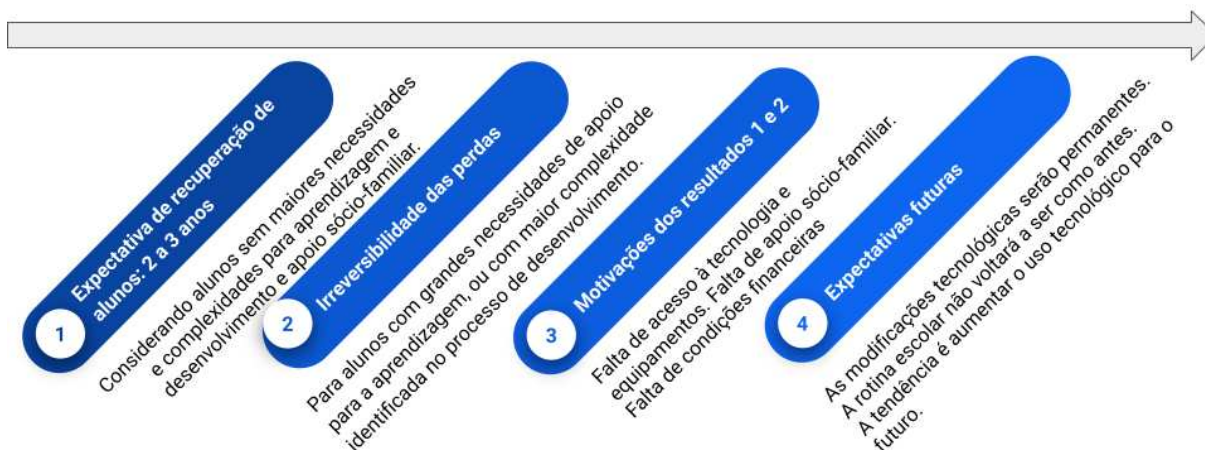 1
Expectativa de recuperação de
alunos: 2 a 3 anos
Considerando alunos sem maiores necessidades
e complexidades para aprendizagem e
desenvolvimento e apoio sócio-familiar.
2
Irreversibilidade das perdas
Para alunos com grandes necessidades de apoio
para a aprendizagem, ou com maior complexidade
identificada no processo de desenvolvimento.
3
Motivações dos resultados 1 e 2
Falta de acesso à tecnologia e
equipamentos. Falta de apoio sócio-familiar.
Falta de condições financeiras
4
Expectativas futuras
As modificações tecnológicas serão permanentes.
A rotina escolar não voltará a ser como antes.
A tendência é aumentar o uso tecnológico para o
futuro.